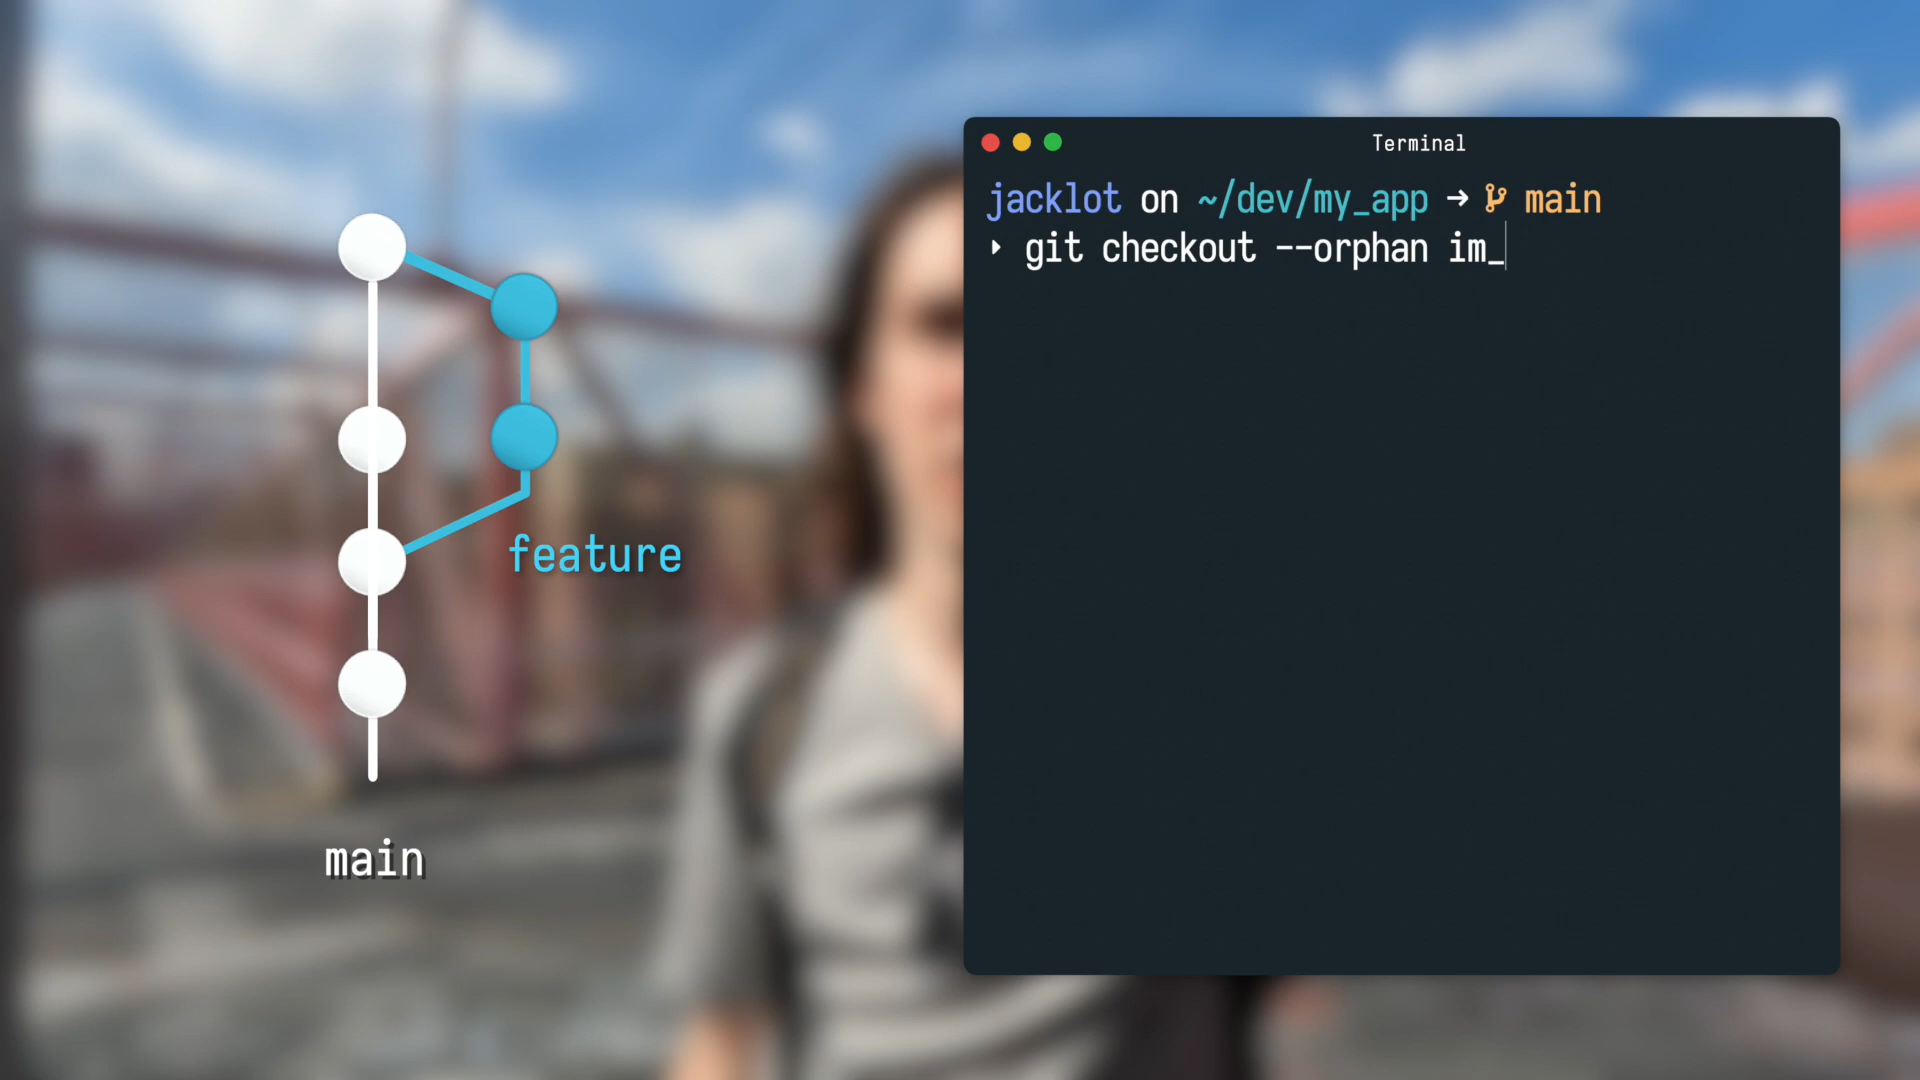 Terminal
jacklot on ~/dev/my_app → main
‣ git checkout --orphan im_
feature
main